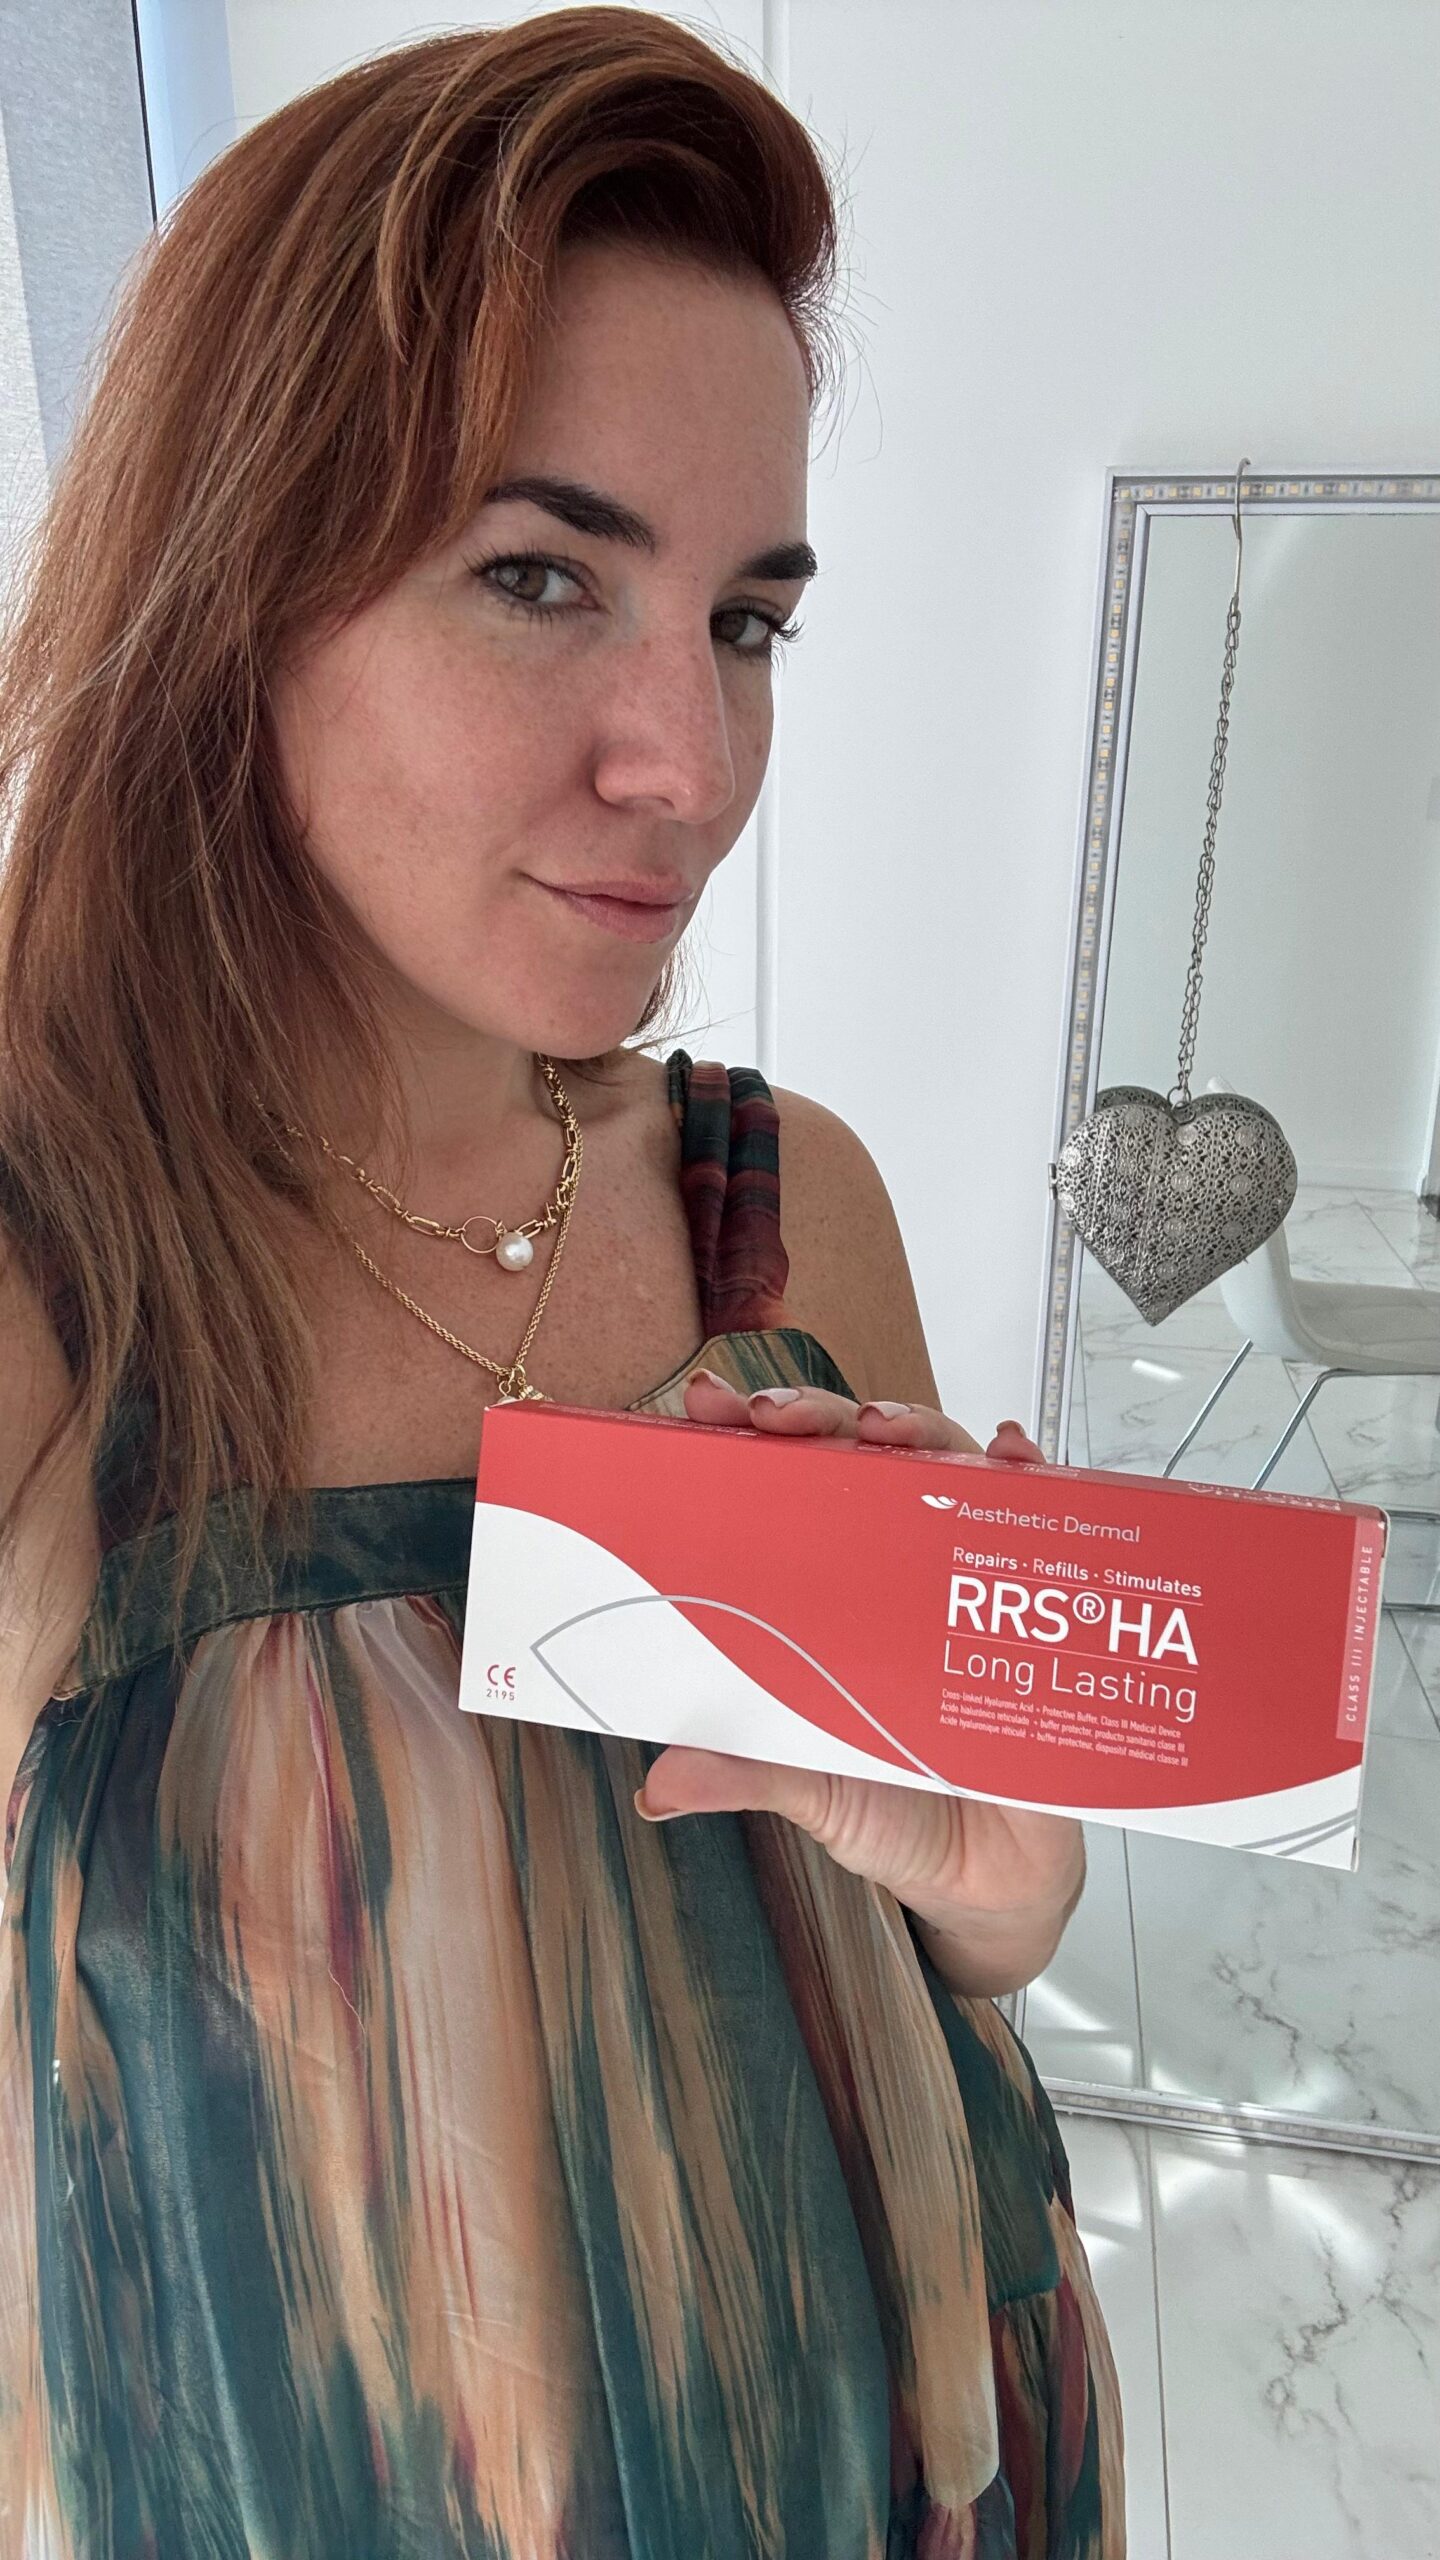 Aesthetic Dermal
Repairs · Refills · Stimulates
RRS®HA
Long Lasting
Cross-linked Hyaluronic Acid + Protective Buffer, Class III Medical Device
Ácido hialurónico reticulado + buffer protector, producto sanitario clase III
Acide hyaluronique réticulé + buffer protecteur, dispositif médical classe III
CLASS III INJECTABLE
CE
2195